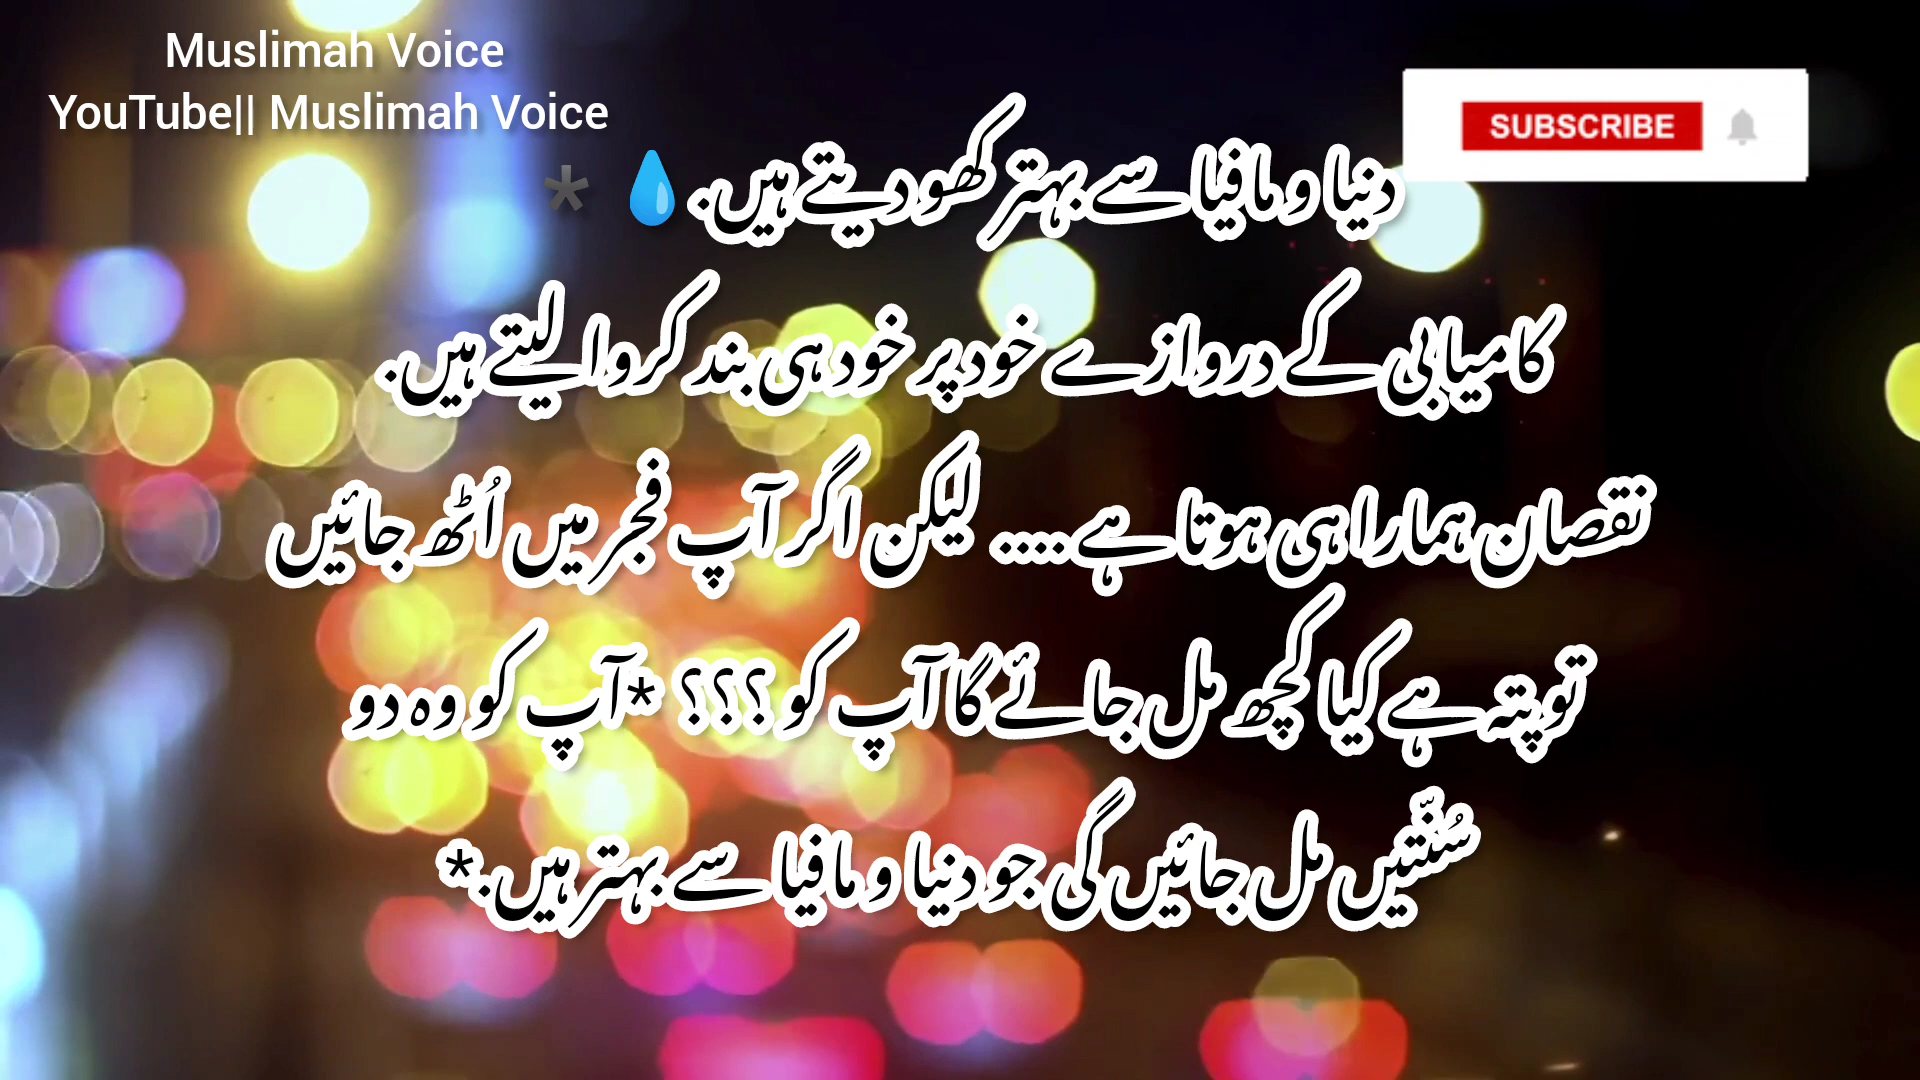 Muslimah Voice
YouTube|| Muslimah Voice
SUBSCRIBE
دنیا و مافیا سے بہتر کھو دیتے ہیں.💧*
کامیابی کے دروازے خود پر خود ہی بند کروا لیتے ہیں.
نقصان ہمارا ہی ہوتا ہے.... لیکن اگر آپ فجر میں اُٹھ جائیں
تو پتہ ہے کیا کچھ مل جائے گا آپ کو ؟؟؟ *آپ کو وہ دو
سُنّتیں مل جائیں گی جو دنیا و مافیا سے بہتر ہیں.*